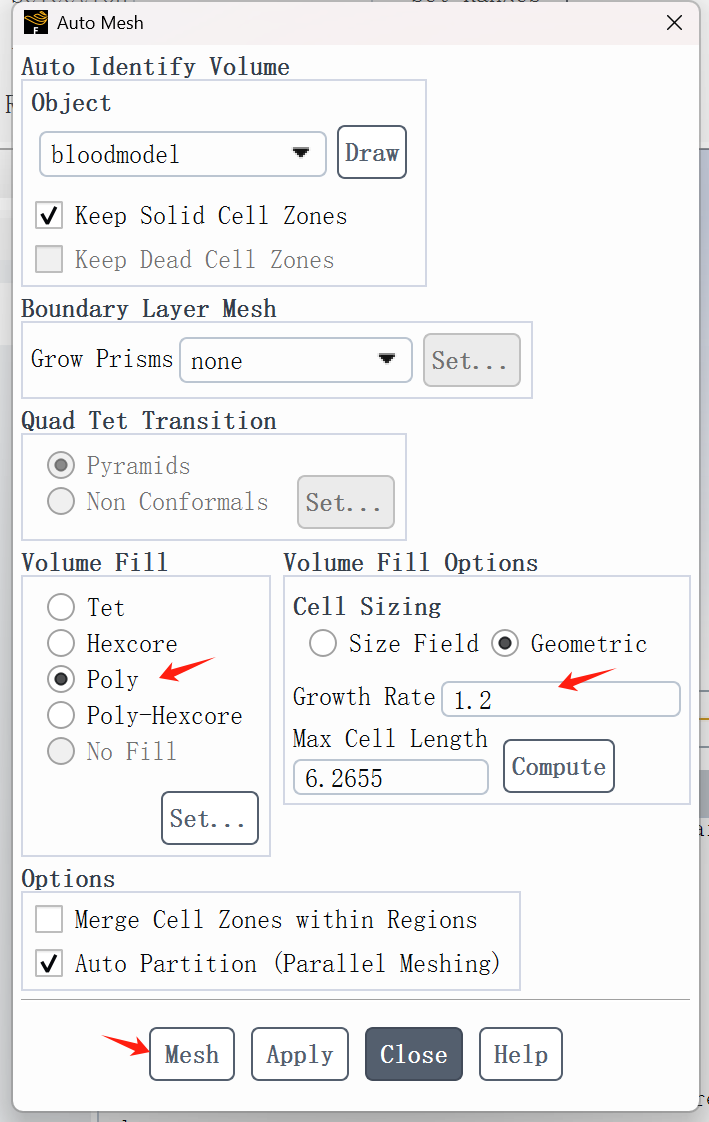 Auto Mesh
Auto Identify Volume
Object
bloodmodel
Draw
Keep Solid Cell Zones
Keep Dead Cell Zones
Boundary Layer Mesh
Grow Prisms none Set...
Quad Tet Transition
Pyramids
Non Conformals Set...
Volume Fill
Tet
Hexcore
Poly
Poly-Hexcore
No Fill
Set...
Volume Fill Options
Cell Sizing
Size Field Geometric
Growth Rate 1.2
Max Cell Length
6.2655
Compute
Options
Merge Cell Zones within Regions
Auto Partition (Parallel Meshing)
Mesh Apply Close Help